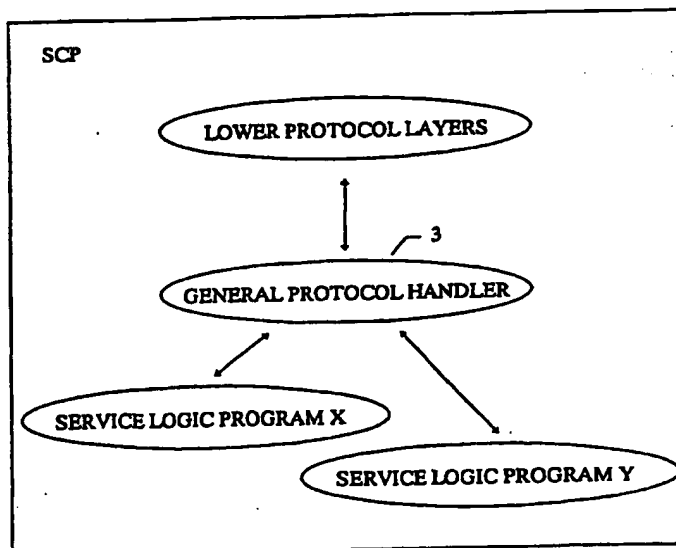 SCP
LOWER PROTOCOL LAYERS
3
GENERAL PROTOCOL HANDLER
SERVICE LOGIC PROGRAM X
SERVICE LOGIC PROGRAM Y